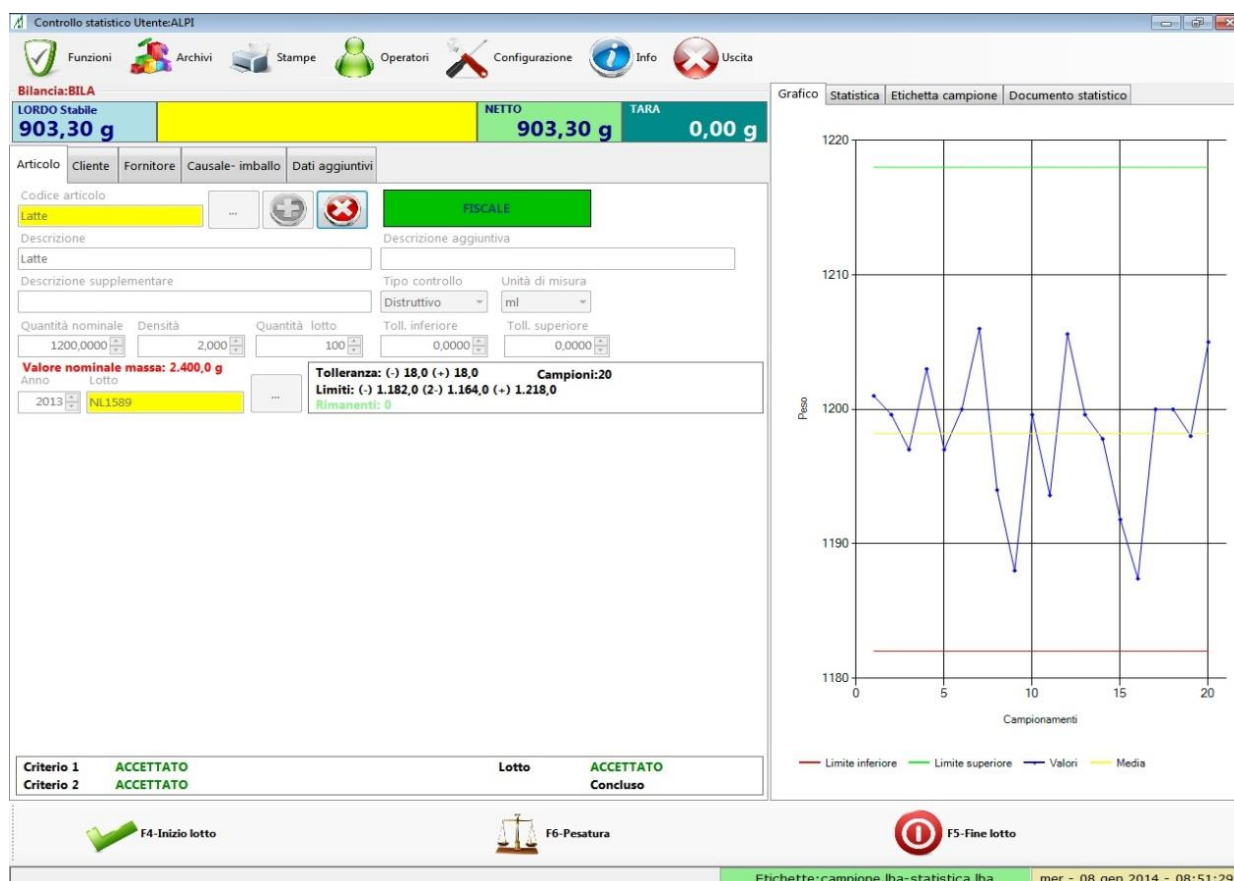 Controllo statistico Utente:ALPI
Funzioni Archivi Stampe Operatori Configurazione Info Uscita
Bilancia:BILA
LORDO Stabile NETTO TARA
903,30 g 903,30 g 0,00 g
Articolo Cliente Fornitore Causale- imballo Dati aggiuntivi
Codice articolo
Latte ... FISCALE
Descrizione Descrizione aggiuntiva
Latte
Descrizione supplementare Tipo controllo Unità di misura
Distruttivo ml
Quantità nominale Densità Quantità lotto Toll. inferiore Toll. superiore
1200,0000 2,000 100 0,0000 0,0000
Valore nominale massa: 2.400,0 g
Anno Lotto
2013 NL1589 ...
Tolleranza: (-) 18,0 (+) 18,0 Campioni:20
Limiti: (-) 1.182,0 (2-) 1.164,0 (+) 1.218,0
Rimanenti: 0
Criterio 1 ACCETTATO Lotto ACCETTATO
Criterio 2 ACCETTATO Concluso
Grafico Statistica Etichetta campione Documento statistico
1220
1210
1200
1190
1180
Peso
0 5 10 15 20
Campionamenti
Limite inferiore Limite superiore Valori Media
F4-Inizio lotto F6-Pesatura F5-Fine lotto
Etichette:campione.lba-statistica.lba mer - 08 gen 2014 - 08:51:29